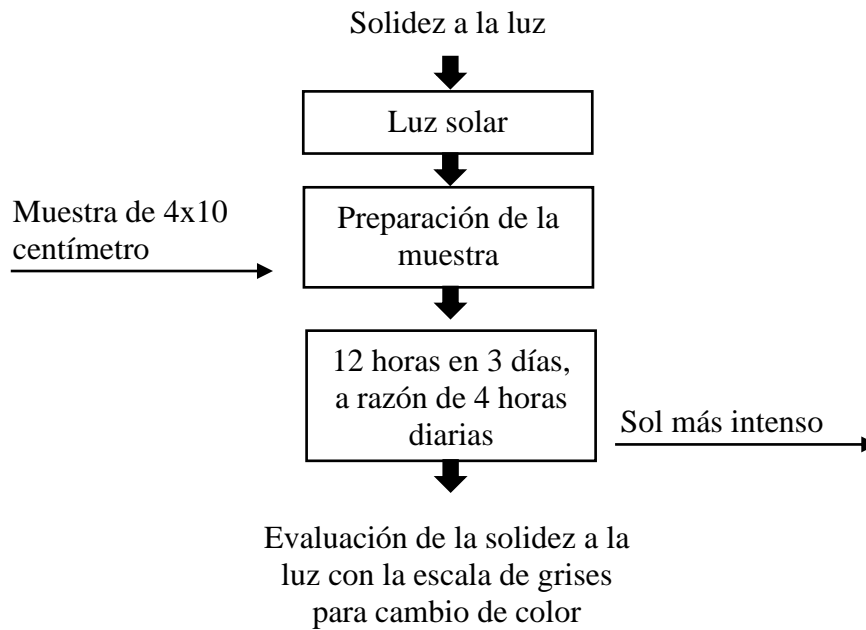 Solidez a la luz
Luz solar
Muestra de 4x10
centímetro
Preparación de la
muestra
12 horas en 3 días,
a razón de 4 horas
diarias
Sol más intenso
Evaluación de la solidez a la
luz con la escala de grises
para cambio de color